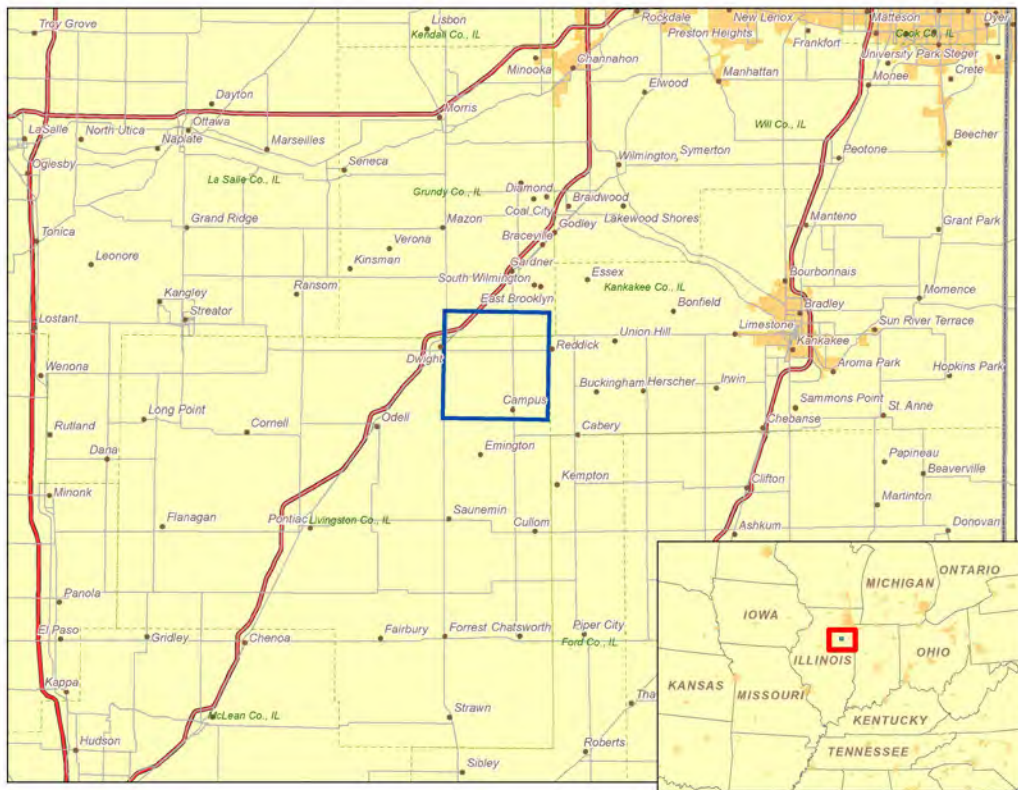 Troy Grove
Lisbon
Kendall Co., IL
Rockdale
New Lenox
Matteson
Dyer
Preston Heights
Frankfort
Cook Co., IL
Minooka
Channahon
University Park
Steger
Elwood
Manhattan
Monee
Crete
Dayton
Morris
Ottawa
Will Co., IL
LaSalle
North Utica
Naplate
Marseilles
Beecher
Oglesby
Seneca
Wilmington
Symerton
Peotone
La Salle Co., IL
Grundy Co., IL
Diamond
Braidwood
Coal City
Lakewood Shores
Grand Ridge
Mazon
Godley
Manteno
Grant Park
Tonica
Verona
Braceville
Leonore
Kinsman
Gardner
Essex
Bourbonnais
South Wilmington
Kankakee Co., IL
Ransom
East Brooklyn
Bonfield
Momence
Kangley
Bradley
Streator
Lostant
Union Hill
Limestone
Sun River Terrace
Dwight
Reddick
Kankakee
Wenona
Aroma Park
Hopkins Park
Buckingham
Herscher
Irwin
Campus
Sammons Point
St. Anne
Long Point
Odell
Chebanse
Rutland
Cornell
Cabery
Dana
Emington
Papineau
Beaverville
Kempton
Clifton
Minonk
Martinton
Flanagan
Pontiac
Livingston Co., IL
Saunemin
Cullom
Ashkum
Donovan
Panola
El Paso
Gridley
Chenoa
Fairbury
Forrest
Chatsworth
Piper City
Ford Co., IL
Kappa
McLean Co., IL
Strawn
Hudson
Roberts
Sibley
MICHIGAN
ONTARIO
IOWA
ILLINOIS
OHIO
KANSAS
MISSOURI
KENTUCKY
TENNESSEE